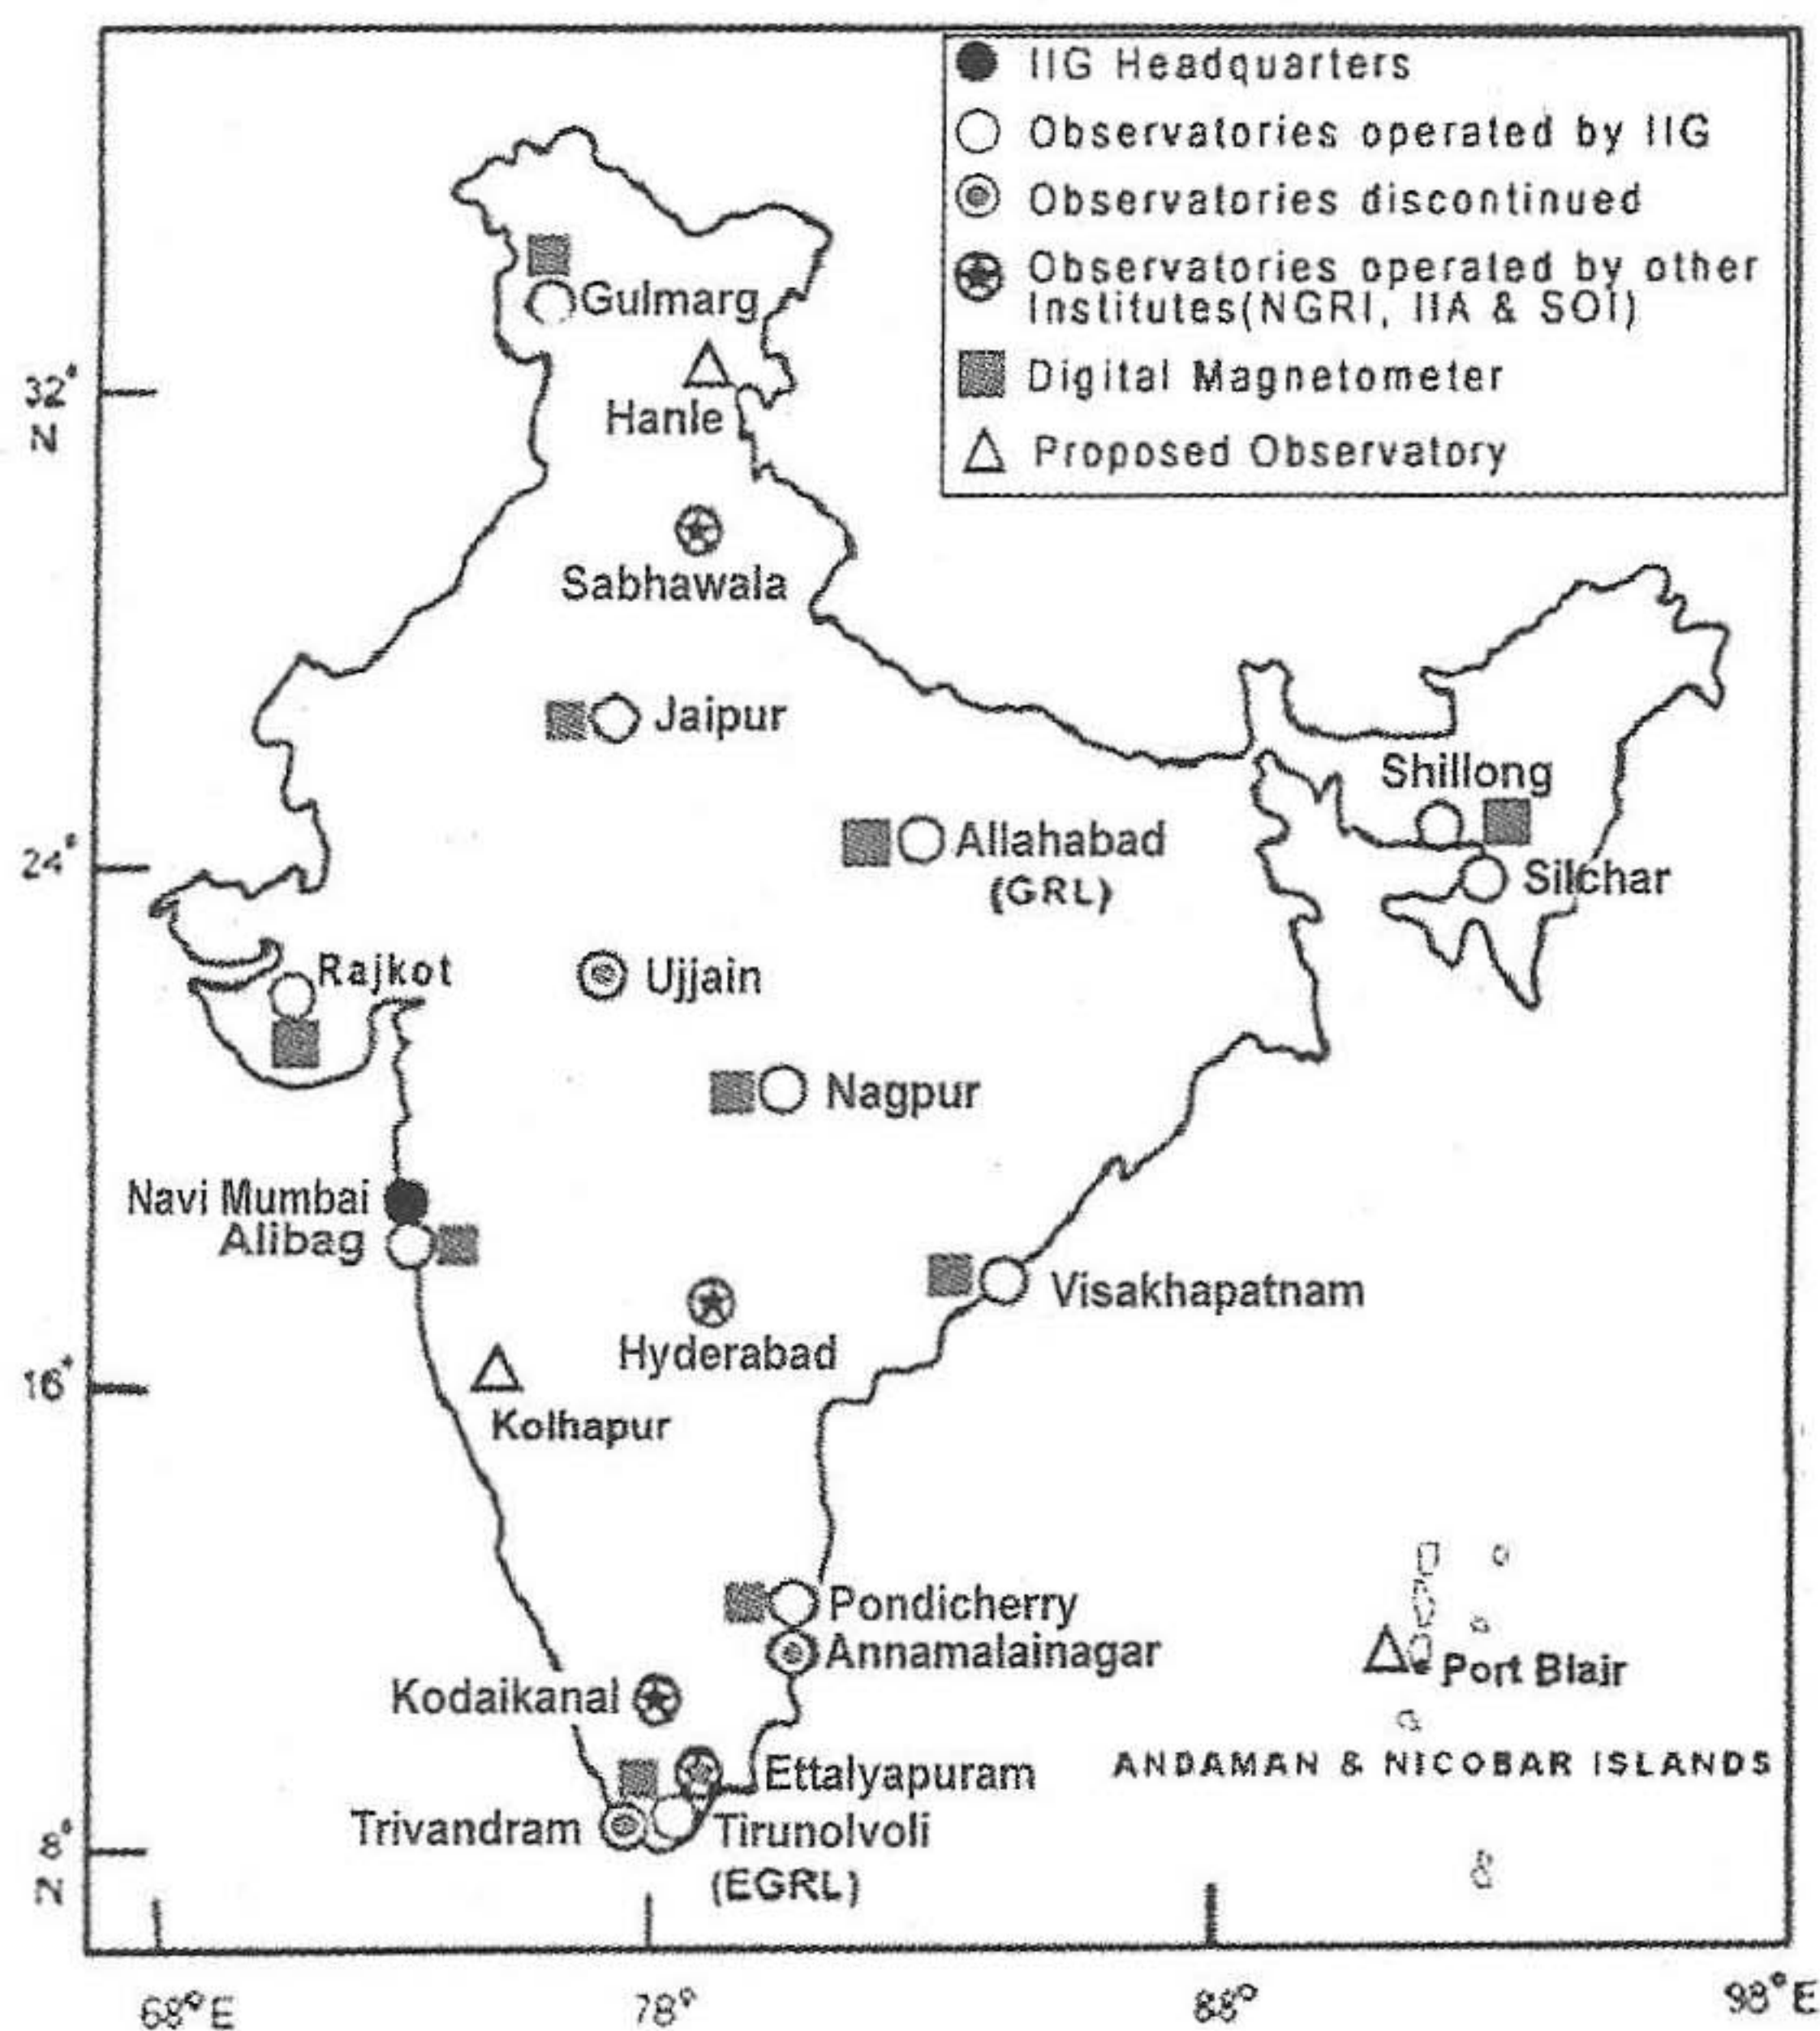 IIG Headquarters
Observatories operated by IIG
Observatories discontinued
Observatories operated by other
Institutes(NGRI, IIA & SOI)
Digital Magnetometer
Proposed Observatory
Gulmarg
32°
N
Hanle
Sabhawala
Jaipur
Shillong
24°
Allahabad
(GRL)
Silchar
Rajkot
Ujjain
Nagpur
Navi Mumbai
Alibag
Visakhapatnam
Hyderabad
16°
Kolhapur
Pondicherry
Annamalainagar
Port Blair
Kodaikanal
ANDAMAN & NICOBAR ISLANDS
Ettalyapuram
Trivandram
Tirunolvoli
(EGRL)
8°
N
68°E
78°
88°
98°E